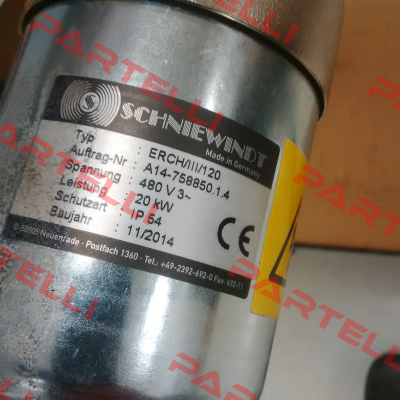 SCHNIEWINDT
Made in Germany
Typ : ERCH/III/120
Auftrag-Nr : A14-758850.1.4
Spannung : 480 V 3~
Leistung : 20 kW
Schutzart : IP 54
Baujahr : 11/2014
CE
D-58805 Neuenrade · Postfach 1360 · Tel.: +49-2392-692-0 Fax. 692-11
PARTELLI
PARTELLI
PARTELLI
PARTELLI
PARTELLI